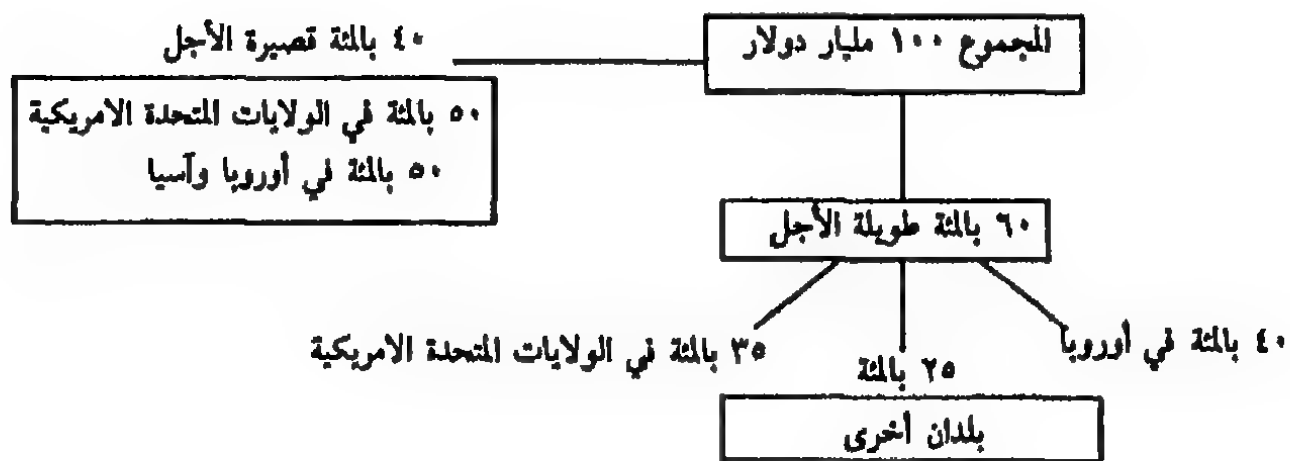 المجموع ١٠٠ مليار دولار
٤٠ بالمئة قصيرة الأجل
٥٠ بالمئة في الولايات المتحدة الامريكية
٥٠ بالمئة في أوروبا وآسيا
٦٠ بالمئة طويلة الأجل
٤٠ بالمئة في أوروبا
٢٥ بالمئة
بلدان أخرى
٣٥ بالمئة في الولايات المتحدة الامريكية